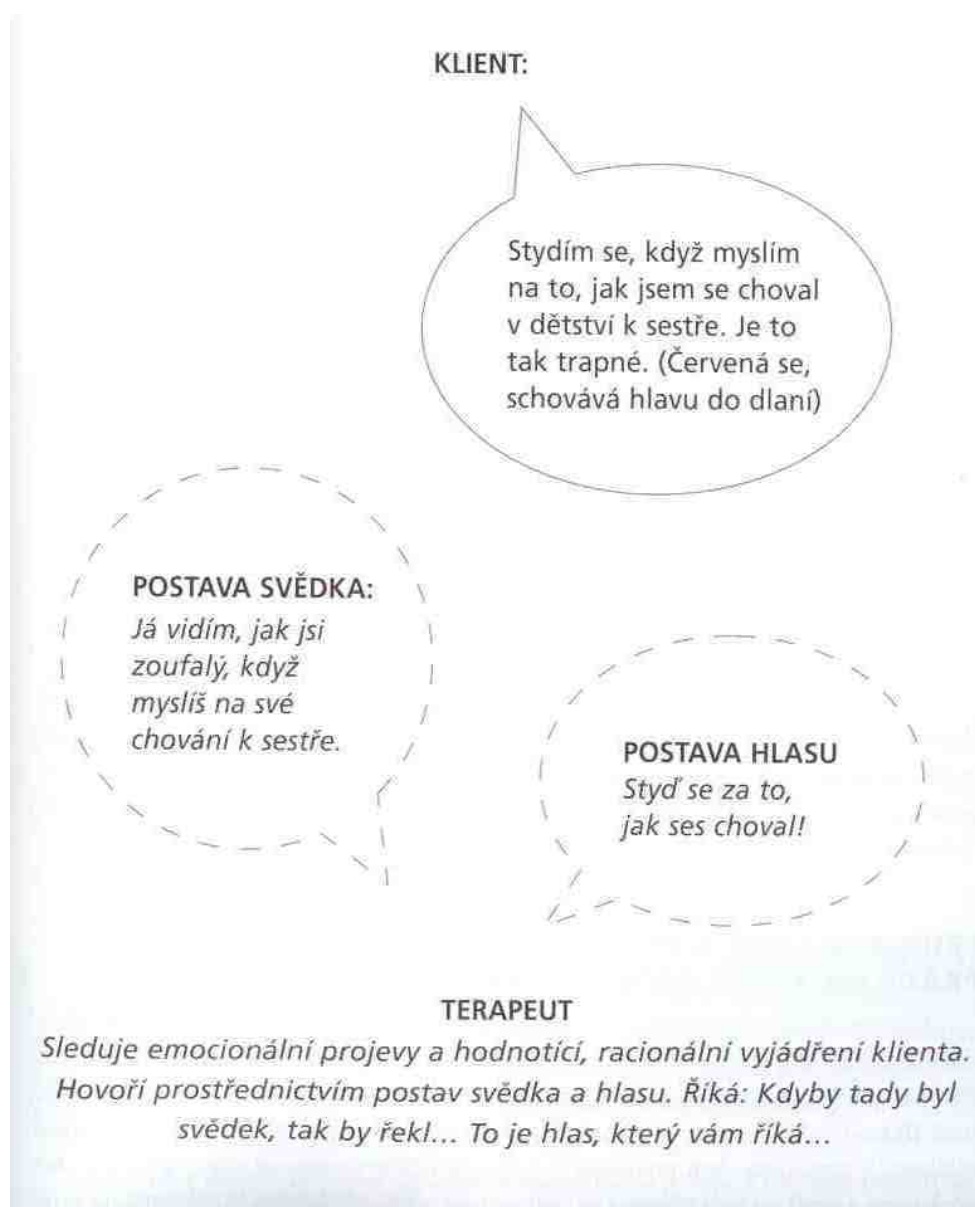 KLIENT:
Stydím se, když myslím
na to, jak jsem se choval
v dětství k sestře. Je to
tak trapné. (Červená se,
schovává hlavu do dlaní)
POSTAVA SVĚDKA:
Já vidím, jak jsi
zoufalý, když
myslíš na své
chování k sestře.
POSTAVA HLASU
Styď se za to,
jak ses choval!
TERAPEUT
Sleduje emocionální projevy a hodnotící, racionální vyjádření klienta.
Hovoří prostřednictvím postav svědka a hlasu. Říká: Kdyby tady byl
svědek, tak by řekl... To je hlas, který vám říká...